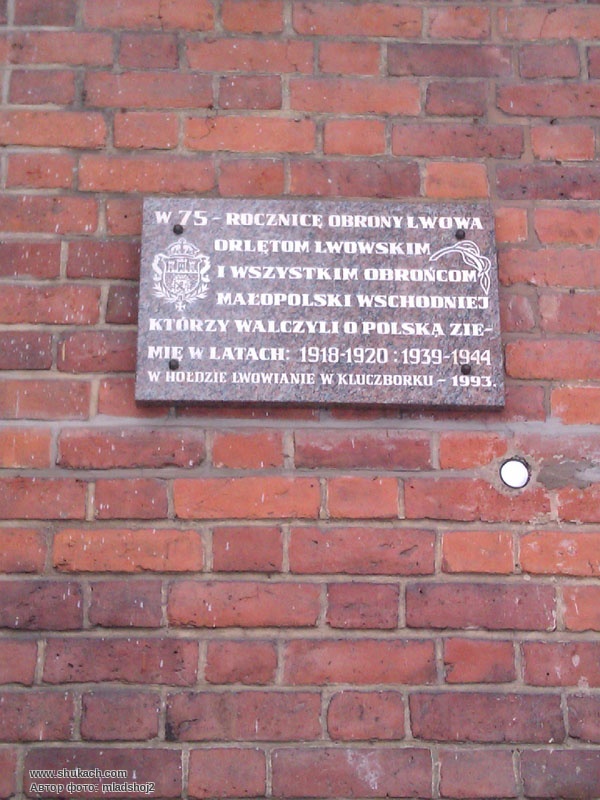 W 75 - ROCZNICĘ OBRONY LWOWA
ORLĘTOM LWOWSKIM
I WSZYSTKIM OBROŃCOM
MAŁOPOLSKI WSCHODNIEJ
KTÓRZY WALCZYLI O POLSKĄ ZIE-
MIĘ W LATACH: 1918-1920 : 1939-1944
W HOŁDZIE LWOWIANIE W KLUCZBORKU - 1993.
www.shukach.com
Автор фото: mladshoj2